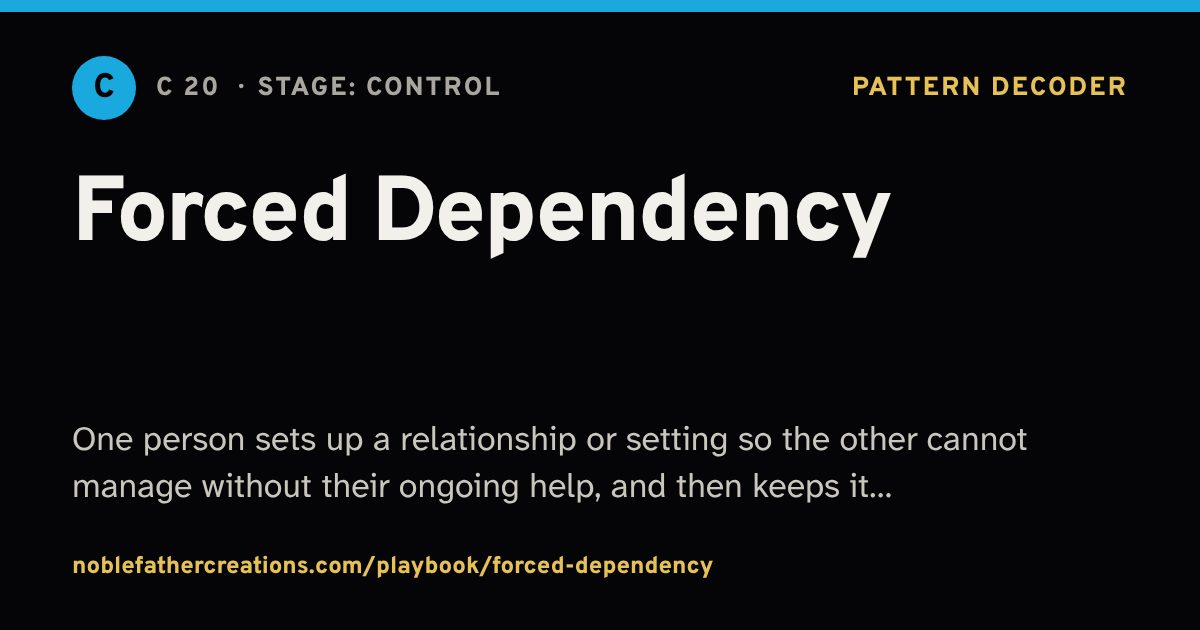 C C 20 · STAGE: CONTROL PATTERN DECODER
Forced Dependency
One person sets up a relationship or setting so the other cannot
manage without their ongoing help, and then keeps it...
noblefathercreations.com/playbook/forced-dependency